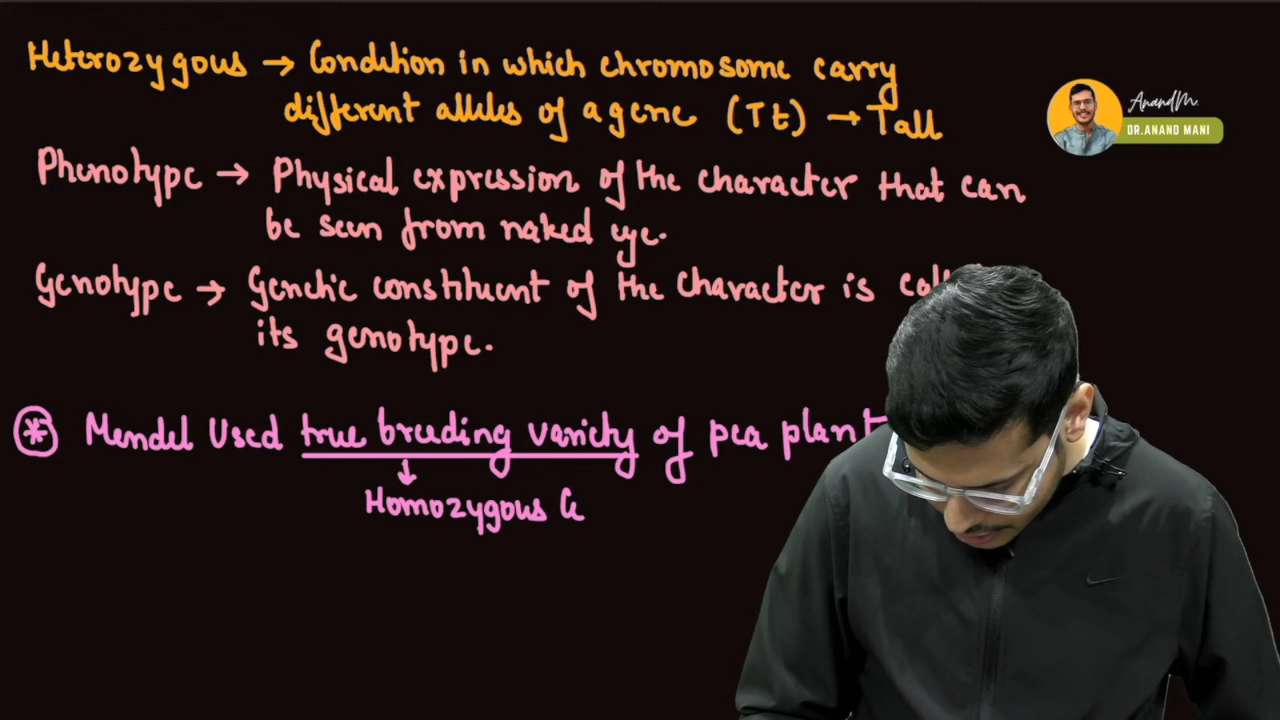 Heterozygous → Condition in which chromosome carry
different alleles of a gene (Tt) → Tall
AnandM.
DR.ANAND MANI
Phenotype → Physical expression of the character that can
be seen from naked eye.
Genotype → Genetic constituent of the character is
its genotype.
* Mendel Used true breeding variety of pea plant
↓
Homozygous